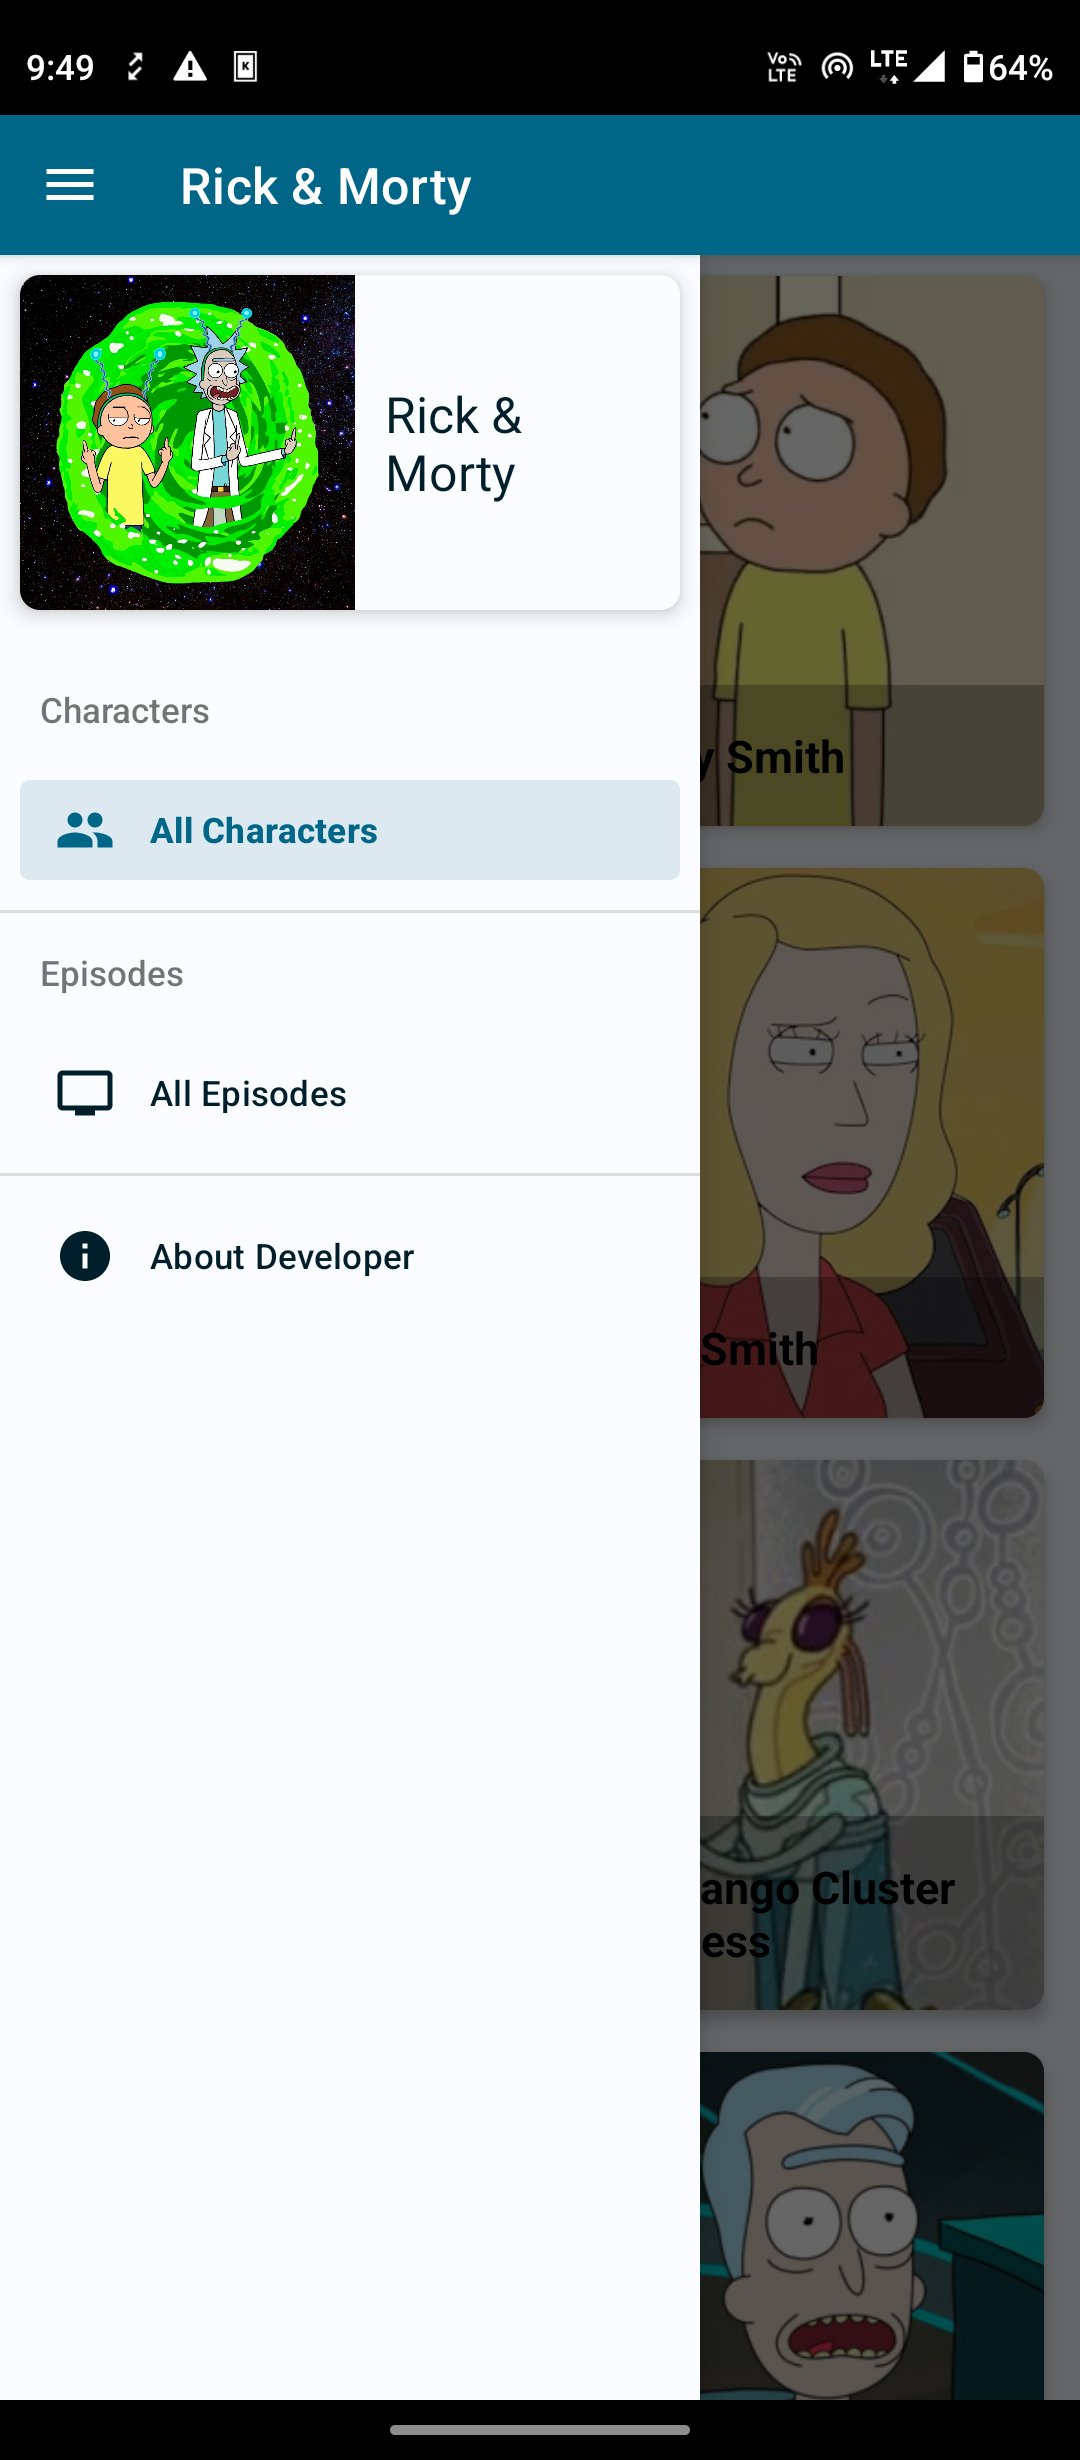 9:49
K
Vo
LTE
LTE
64%
Rick & Morty
Rick &
Morty
Characters
All Characters
Episodes
All Episodes
About Developer
y Smith
Smith
ango Cluster
ess